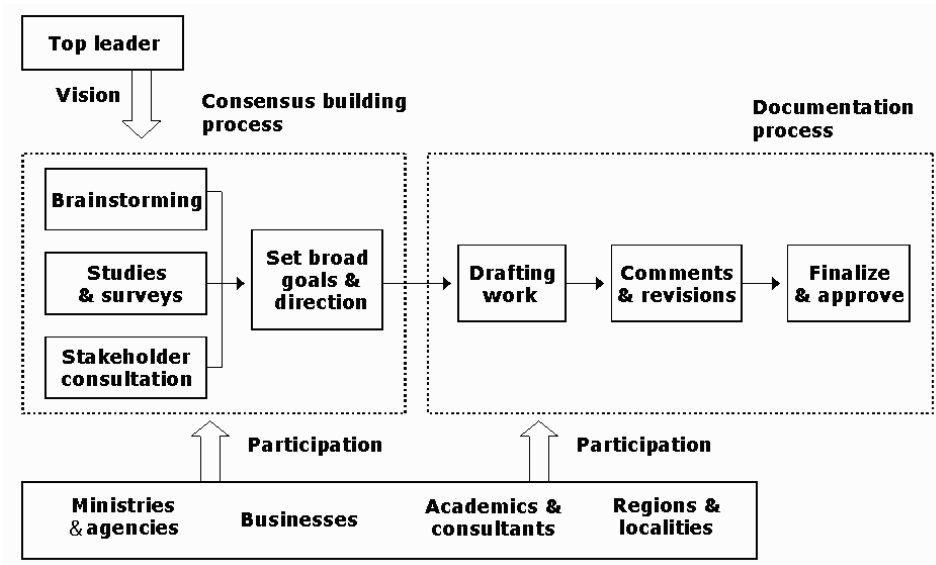 Top leader
Vision
Consensus building
process
Documentation
process
Brainstorming
Studies
& surveys
Stakeholder
consultation
Set broad
goals &
direction
Drafting
work
Comments
& revisions
Finalize
& approve
Participation
Participation
Ministries
& agencies
Businesses
Academics &
consultants
Regions &
localities